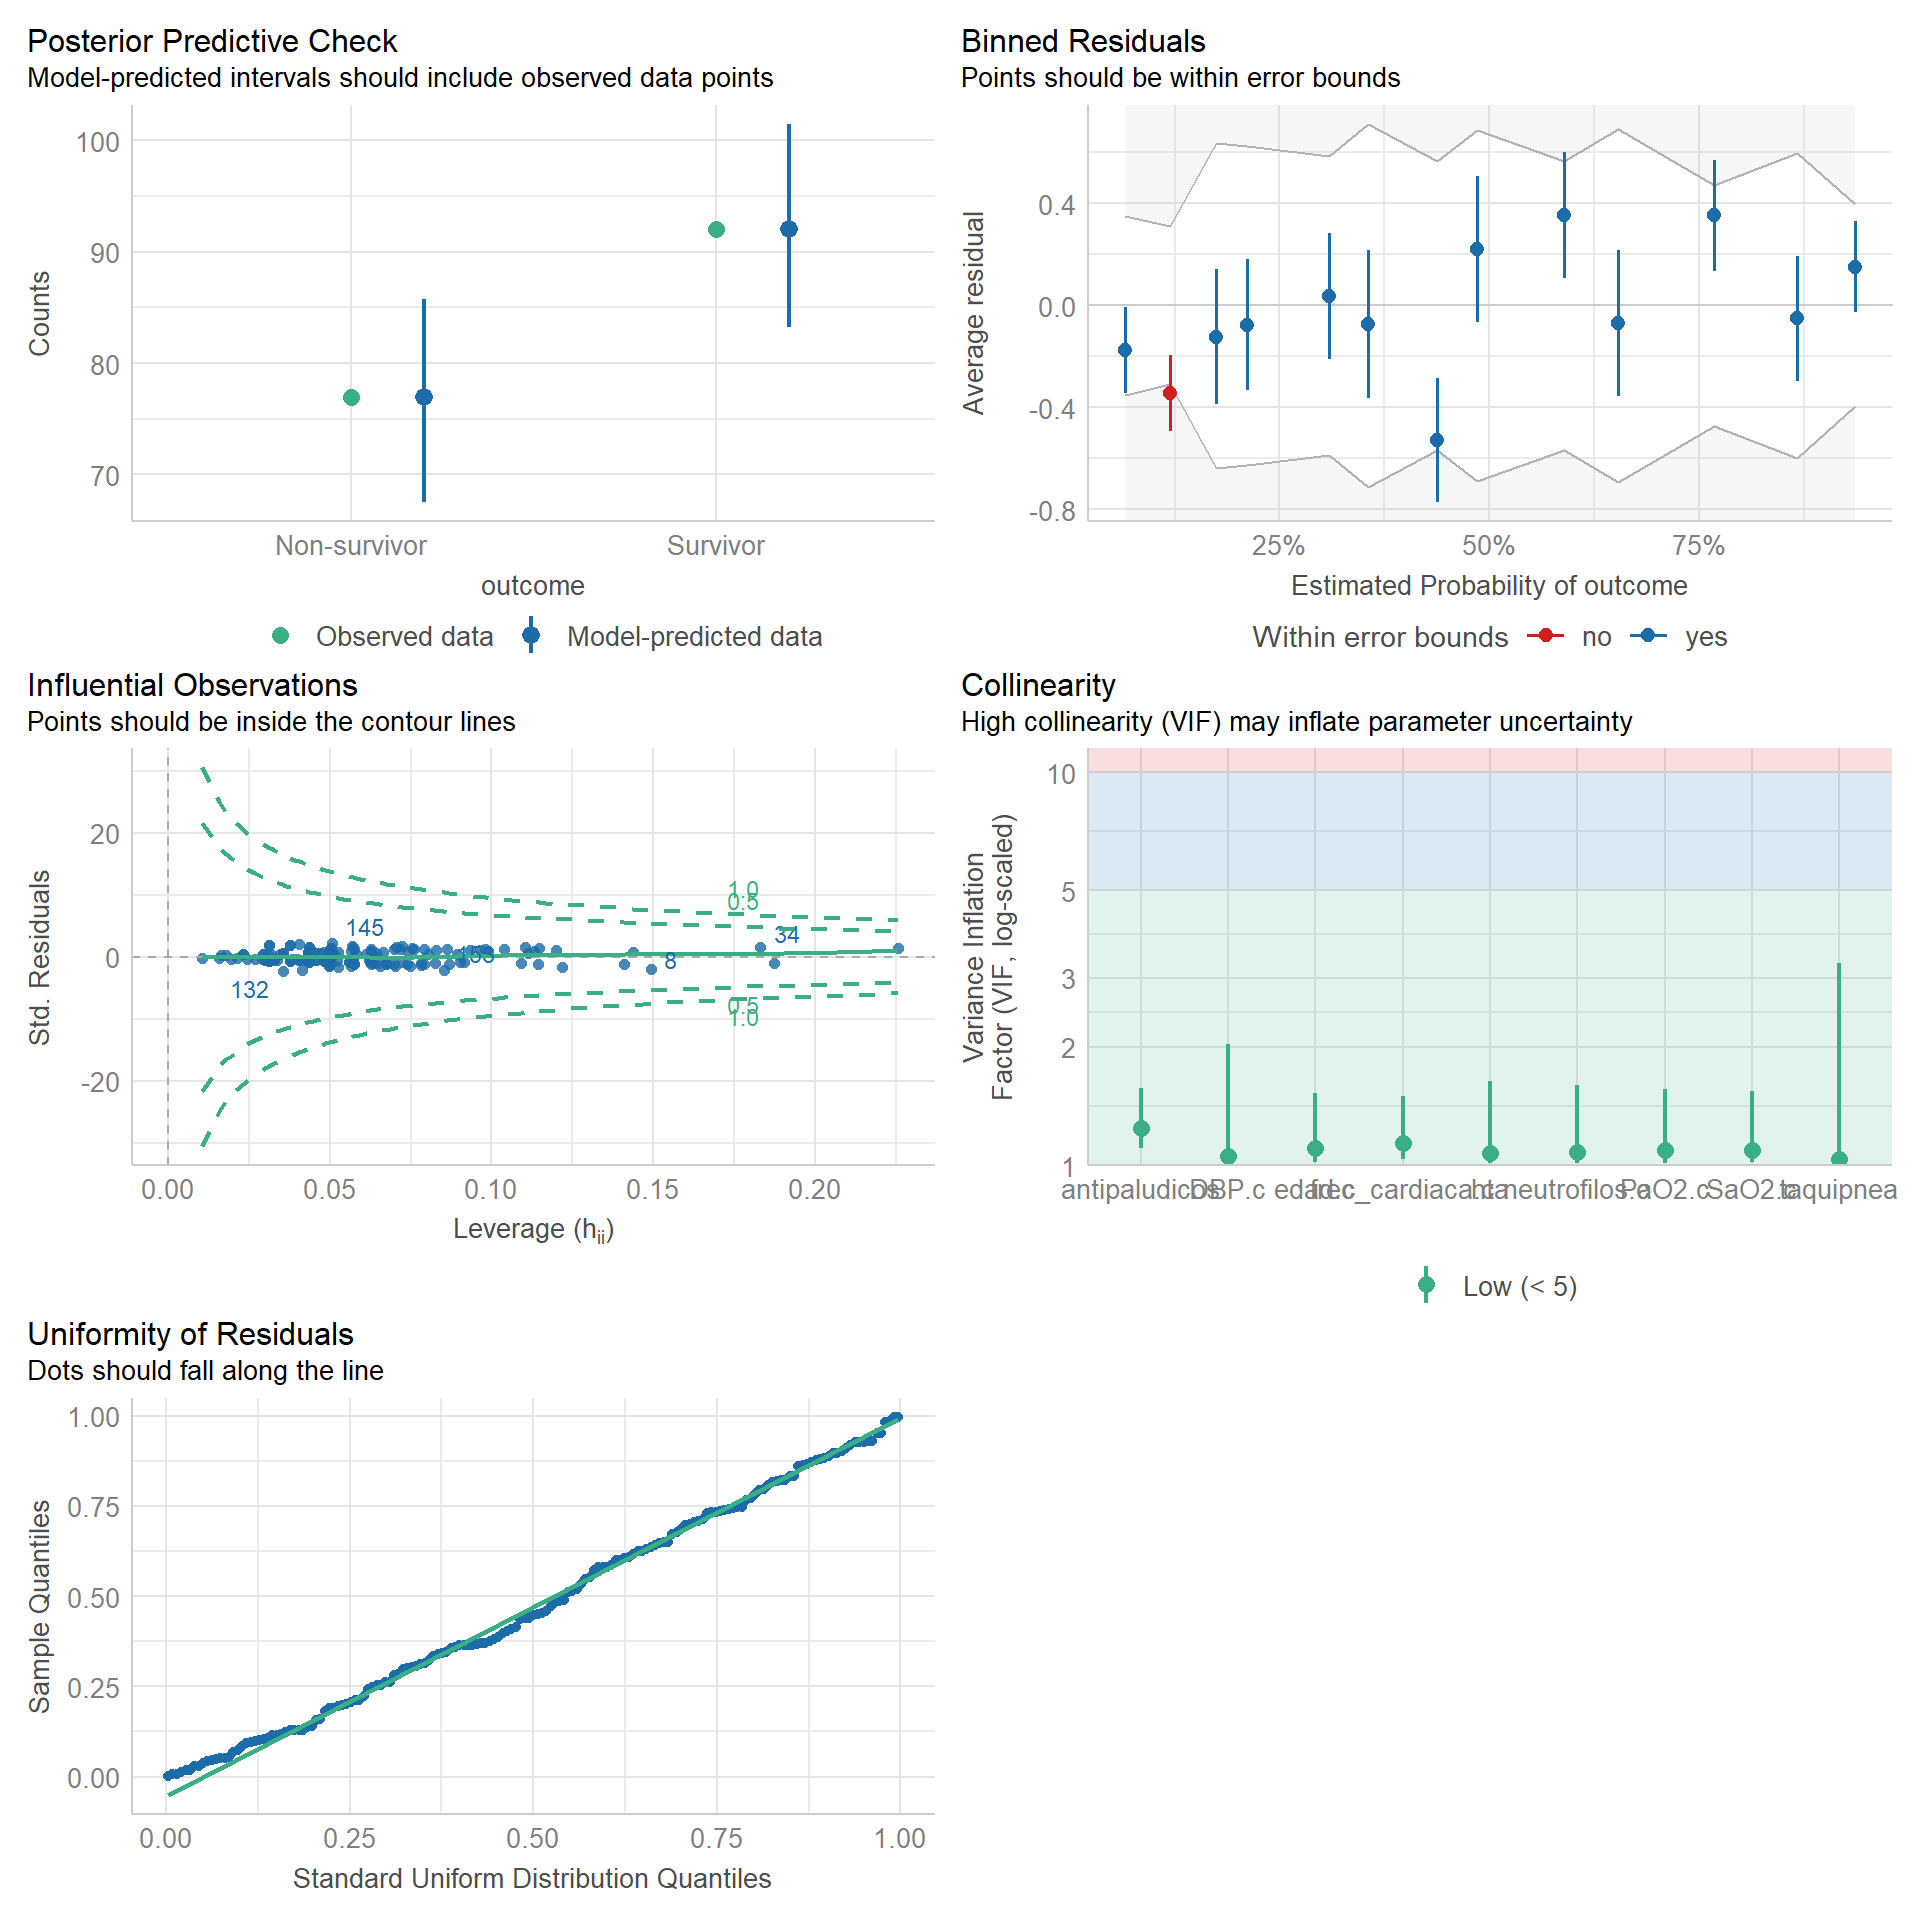 Posterior Predictive Check
Model-predicted intervals should include observed data points
100
90
80
70
Counts
Non-survivor
Survivor
outcome
Observed data
Model-predicted data
Binned Residuals
Points should be within error bounds
0.4
0.0
-0.4
-0.8
Average residual
25%
50%
75%
Estimated Probability of outcome
Within error bounds
no
yes
Influential Observations
Points should be inside the contour lines
20
0
-20
Std. Residuals
145
132
34
8
1.0
0.5
0.5
1.0
0.00
0.05
0.10
0.15
0.20
Leverage (hii)
Collinearity
High collinearity (VIF) may inflate parameter uncertainty
10
5
3
2
1
Variance Inflation
Factor (VIF, log-scaled)
antipaludicos
DBP.c
edad.c
frec_cardiaca.c
hta
neutrofilos.c
PaO2.c
SaO2.c
taquipnea
Low (< 5)
Uniformity of Residuals
Dots should fall along the line
1.00
0.75
0.50
0.25
0.00
Sample Quantiles
0.00
0.25
0.50
0.75
1.00
Standard Uniform Distribution Quantiles